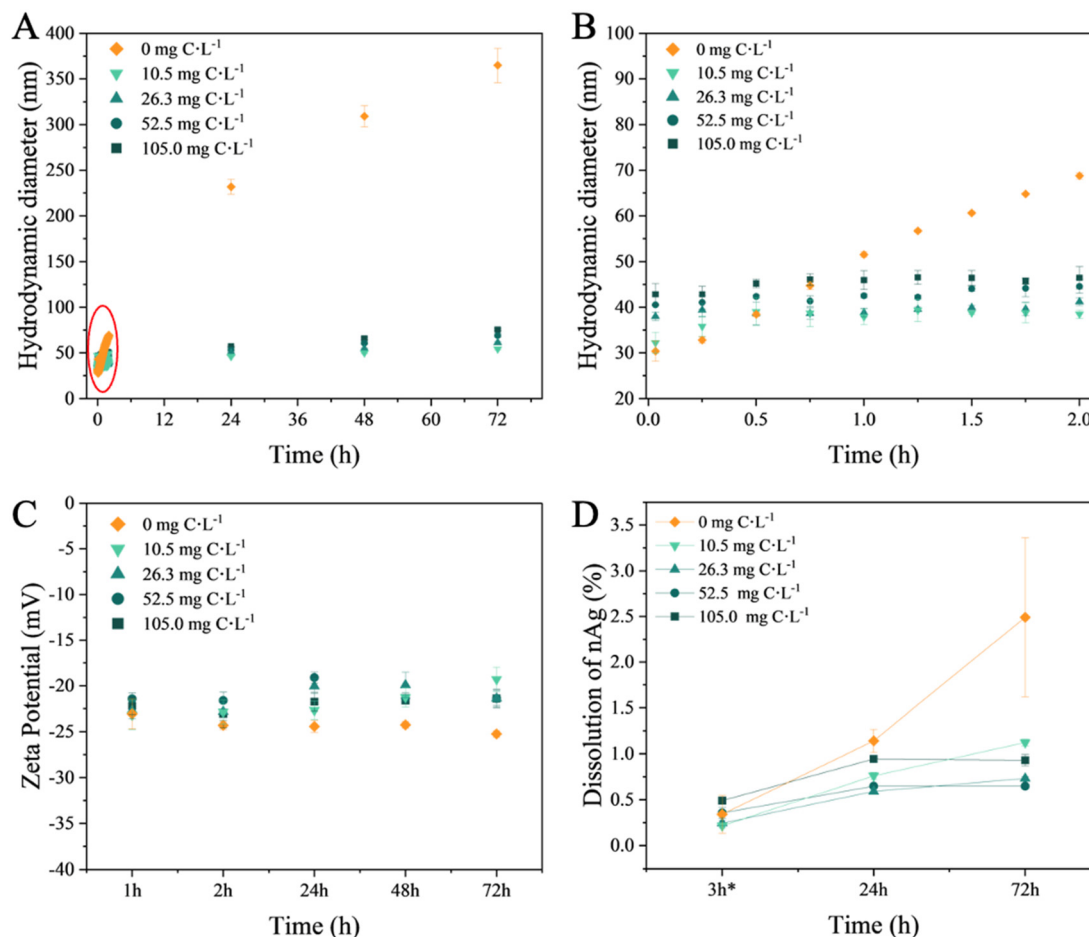 A
Hydrodynamic diameter (nm)
400
350
300
250
200
150
100
50
0
0 mg C·L⁻¹
10.5 mg C·L⁻¹
26.3 mg C·L⁻¹
52.5 mg C·L⁻¹
105.0 mg C·L⁻¹
0 12 24 36 48 60 72
Time (h)
B
Hydrodynamic diameter (nm)
100
90
80
70
60
50
40
30
20
0 mg C·L⁻¹
10.5 mg C·L⁻¹
26.3 mg C·L⁻¹
52.5 mg C·L⁻¹
105.0 mg C·L⁻¹
0.0 0.5 1.0 1.5 2.0
Time (h)
C
Zeta Potential (mV)
0
-5
-10
-15
-20
-25
-30
-35
-40
0 mg C·L⁻¹
10.5 mg C·L⁻¹
26.3 mg C·L⁻¹
52.5 mg C·L⁻¹
105.0 mg C·L⁻¹
1h 2h 24h 48h 72h
Time (h)
D
Dissolution of nAg (%)
3.5
3.0
2.5
2.0
1.5
1.0
0.5
0.0
0 mg C·L⁻¹
10.5 mg C·L⁻¹
26.3 mg C·L⁻¹
52.5 mg C·L⁻¹
105.0 mg C·L⁻¹
3h* 24h 72h
Time (h)